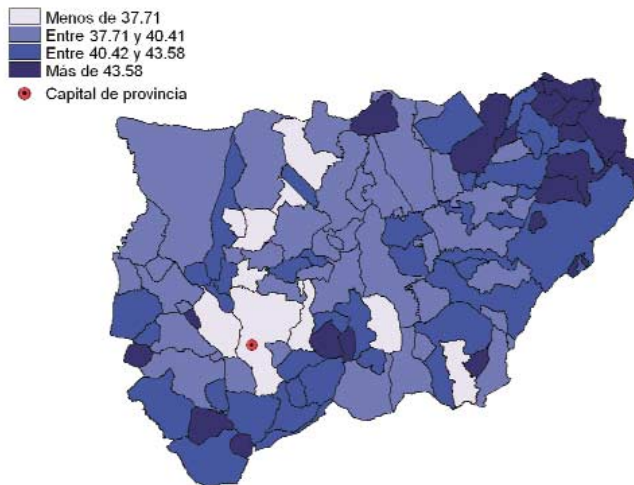 Menos de 37.71
Entre 37.71 y 40.41
Entre 40.42 y 43.58
Más de 43.58
Capital de provincia